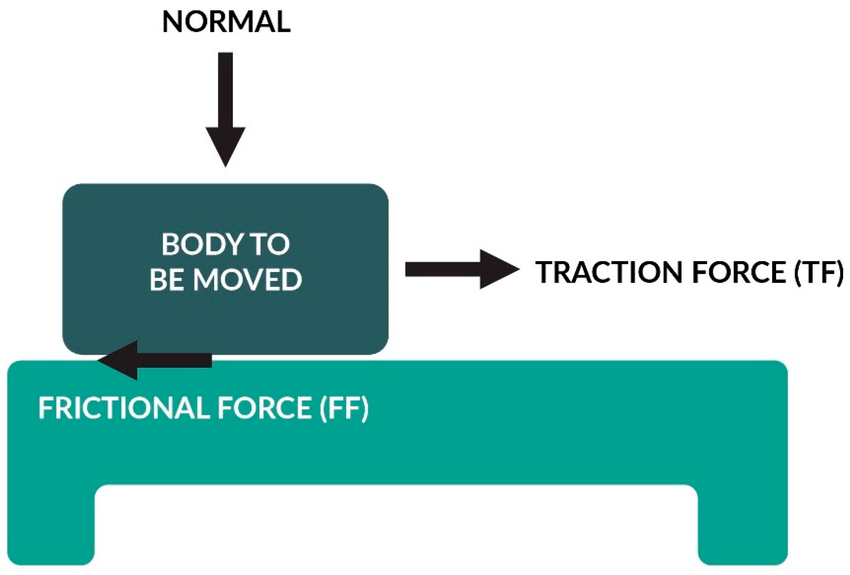 NORMAL
BODY TO
BE MOVED
TRACTION FORCE (TF)
FRICTIONAL FORCE (FF)